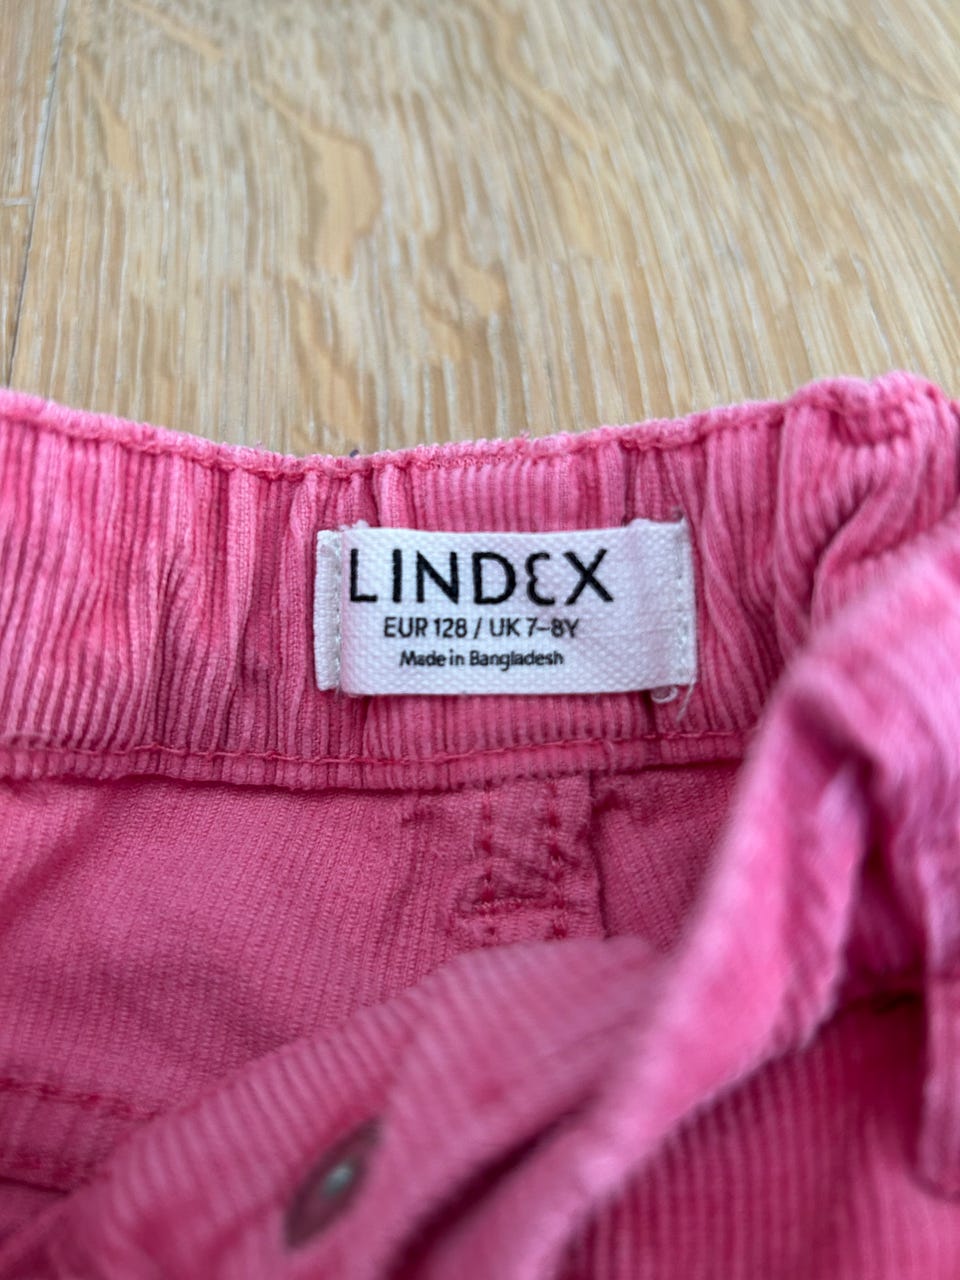 LINDEX
EUR 128 / UK 7-8Y
Made in Bangladesh